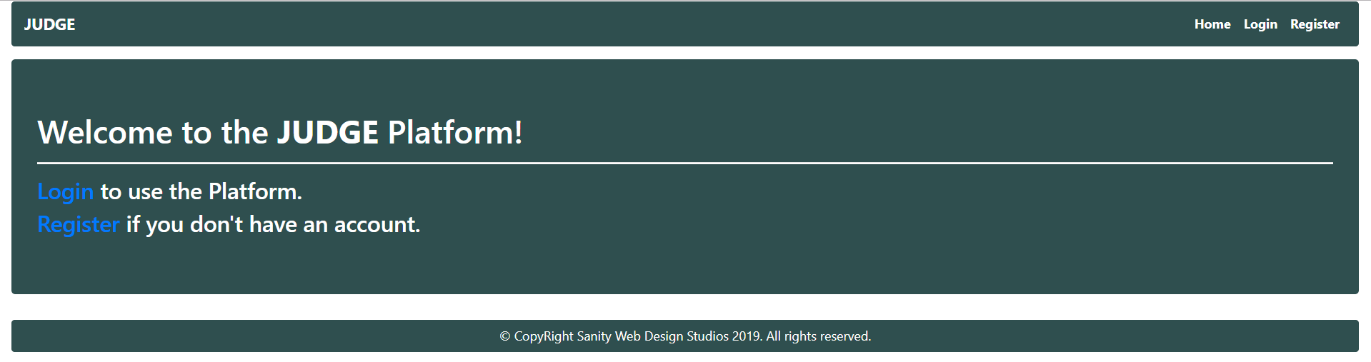 JUDGE
Home Login Register
Welcome to the JUDGE Platform!
Login to use the Platform.
Register if you don't have an account.
© CopyRight Sanity Web Design Studios 2019. All rights reserved.